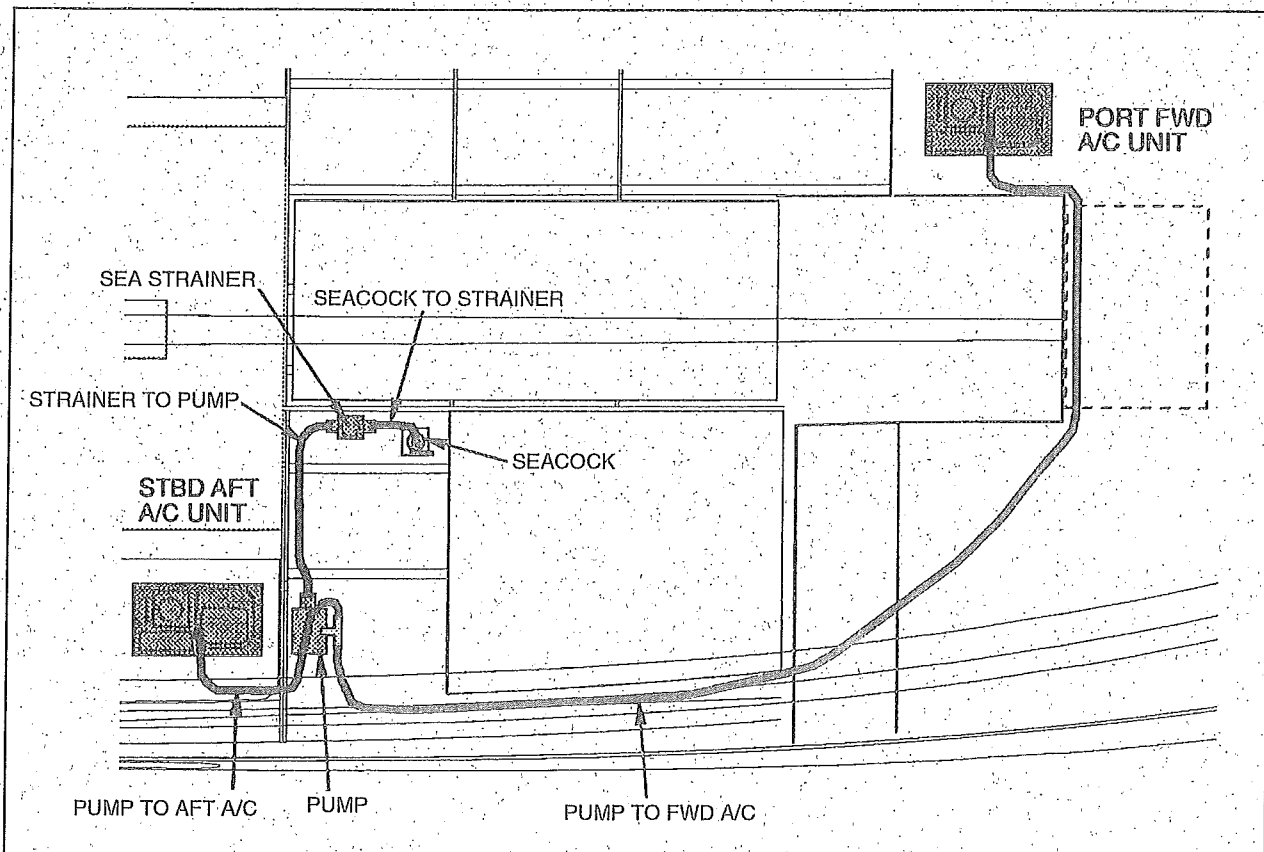 PORT FWD
A/C UNIT
SEA STRAINER
SEACOCK TO STRAINER
STRAINER TO PUMP
SEACOCK
STBD AFT
A/C UNIT
PUMP TO AFT A/C
PUMP
PUMP TO FWD A/C